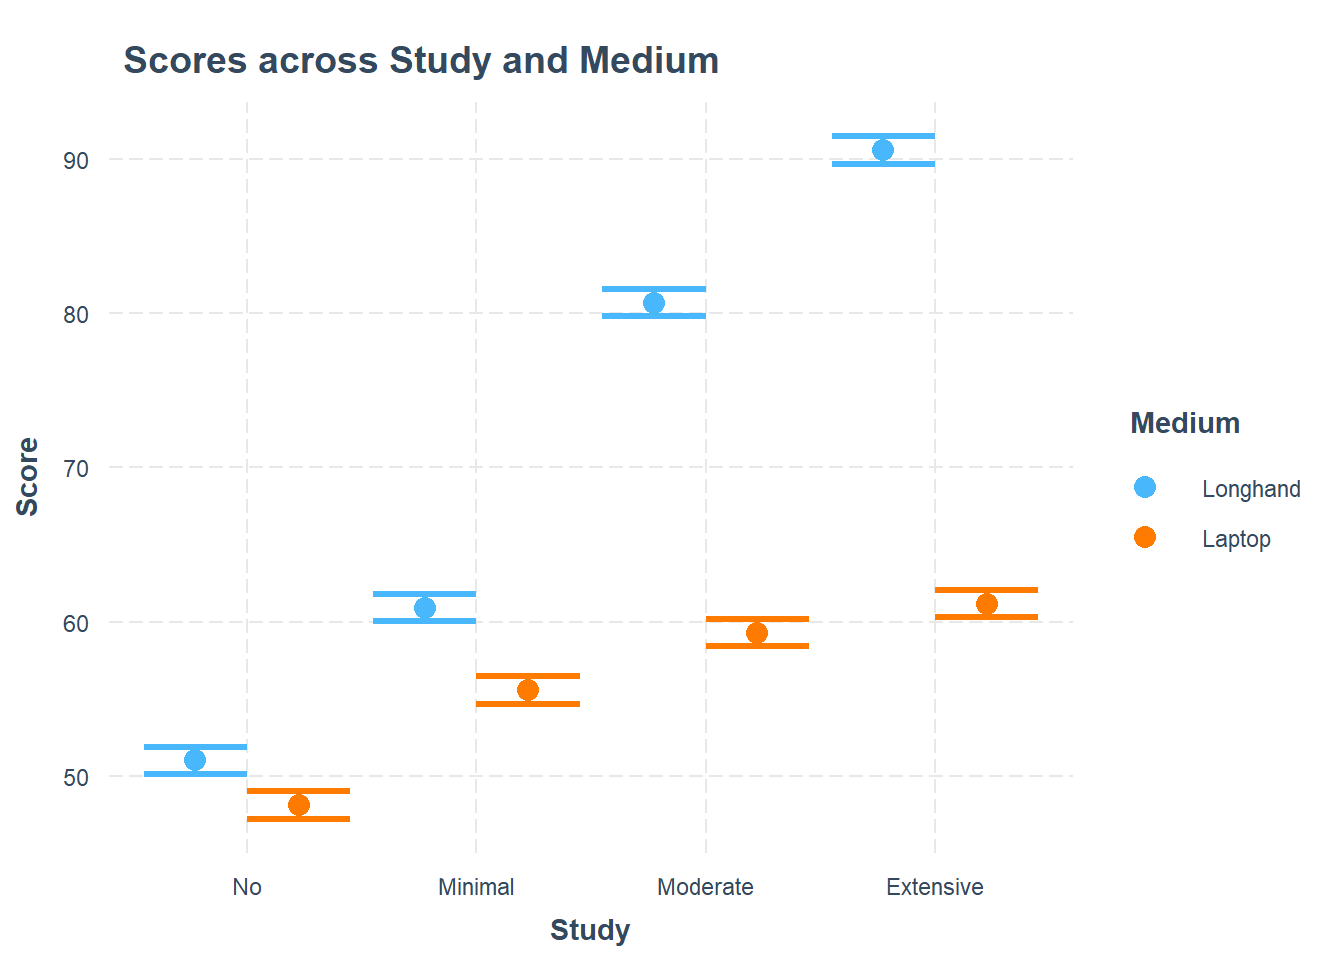 Scores across Study and Medium
90
80
70
60
50
Score
No Minimal Moderate Extensive
Study
Medium
Longhand
Laptop